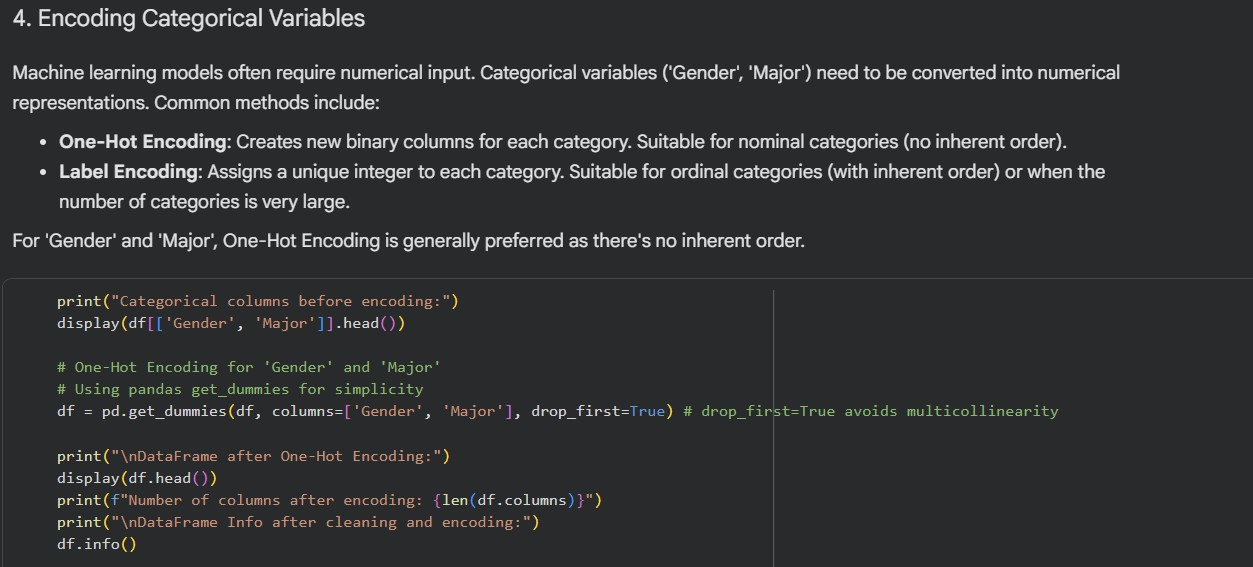 4. Encoding Categorical Variables
Machine learning models often require numerical input. Categorical variables ('Gender', 'Major') need to be converted into numerical
representations. Common methods include:
• One-Hot Encoding: Creates new binary columns for each category. Suitable for nominal categories (no inherent order).
• Label Encoding: Assigns a unique integer to each category. Suitable for ordinal categories (with inherent order) or when the
number of categories is very large.
For 'Gender' and 'Major', One-Hot Encoding is generally preferred as there's no inherent order.
print("Categorical columns before encoding:")
display(df[['Gender', 'Major']].head())
# One-Hot Encoding for 'Gender' and 'Major'
# Using pandas get_dummies for simplicity
df = pd.get_dummies(df, columns=['Gender', 'Major'], drop_first=True) # drop_first=True avoids multicollinearity
print("\nDataFrame after One-Hot Encoding:")
display(df.head())
print(f"Number of columns after encoding: {len(df.columns)}")
print("\nDataFrame Info after cleaning and encoding:")
df.info()